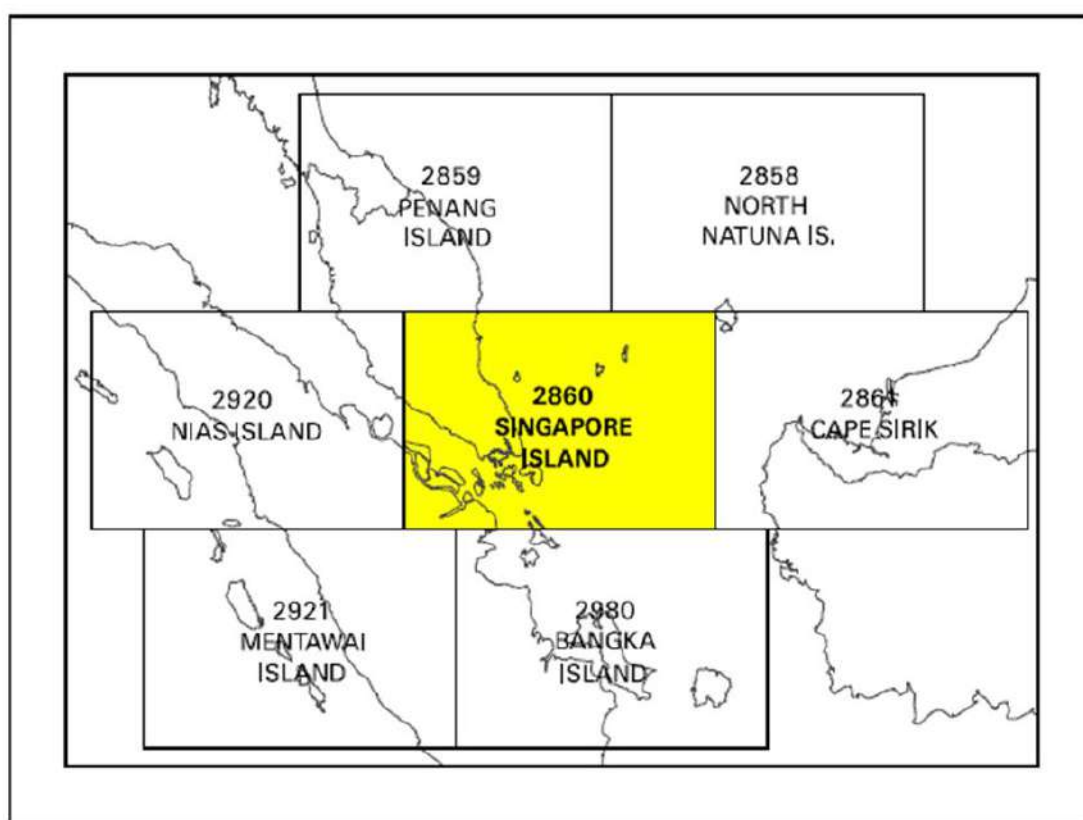 2859
PENANG
ISLAND
2858
NORTH
NATUNA IS.
2920
NIAS ISLAND
2860
SINGAPORE
ISLAND
2861
CAPE SIRIK
2921
MENTAWAI
ISLAND
2980
BANGKA
ISLAND